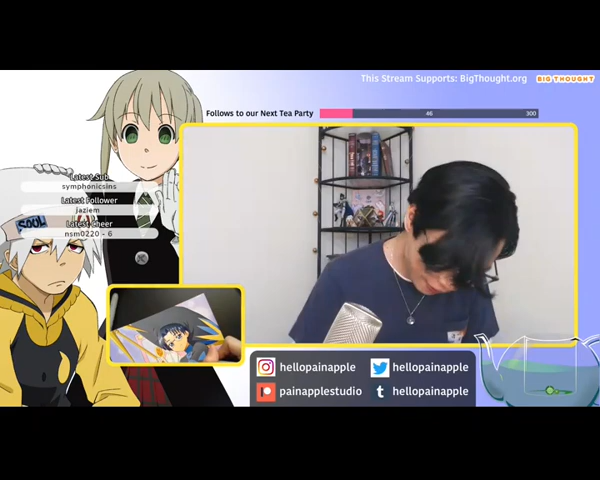 This Stream Supports: BigThought.org
BIG THOUGHT
Follows to our Next Tea Party
46
300
Latest Sub
symphonicsins
Latest Follower
jaziem
Latest Cheer
nsm0220 - 6
SOUL
hellopainapple
hellopainapple
painapplestudio
hellopainapple